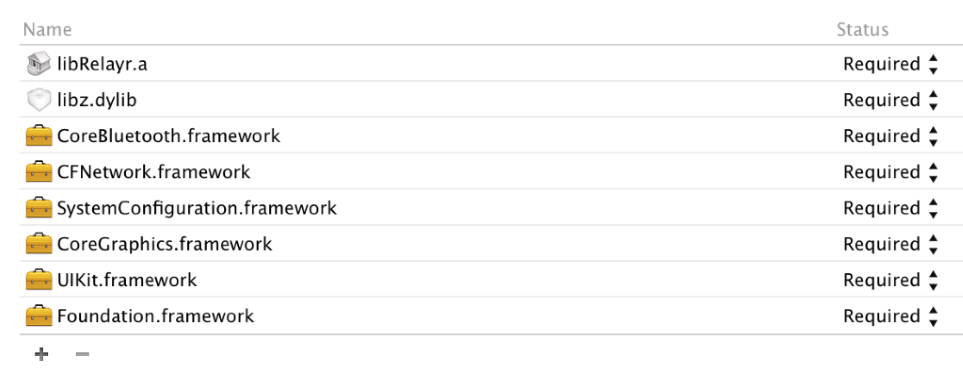 Name Status
libRelayr.a Required
libz.dylib Required
CoreBluetooth.framework Required
CFNetwork.framework Required
SystemConfiguration.framework Required
CoreGraphics.framework Required
UIKit.framework Required
Foundation.framework Required